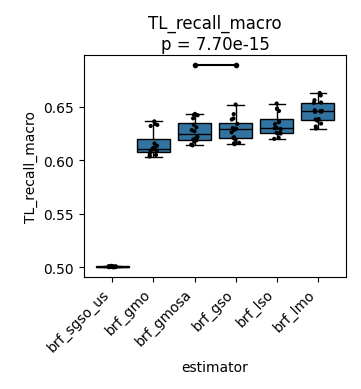 TL_recall_macro
p = 7.70e-15
TL_recall_macro
0.65
0.60
0.55
0.50
brf_sgso_us
brf_gmo
brf_gmosa
brf_gso
brf_lso
brf_lmo
estimator